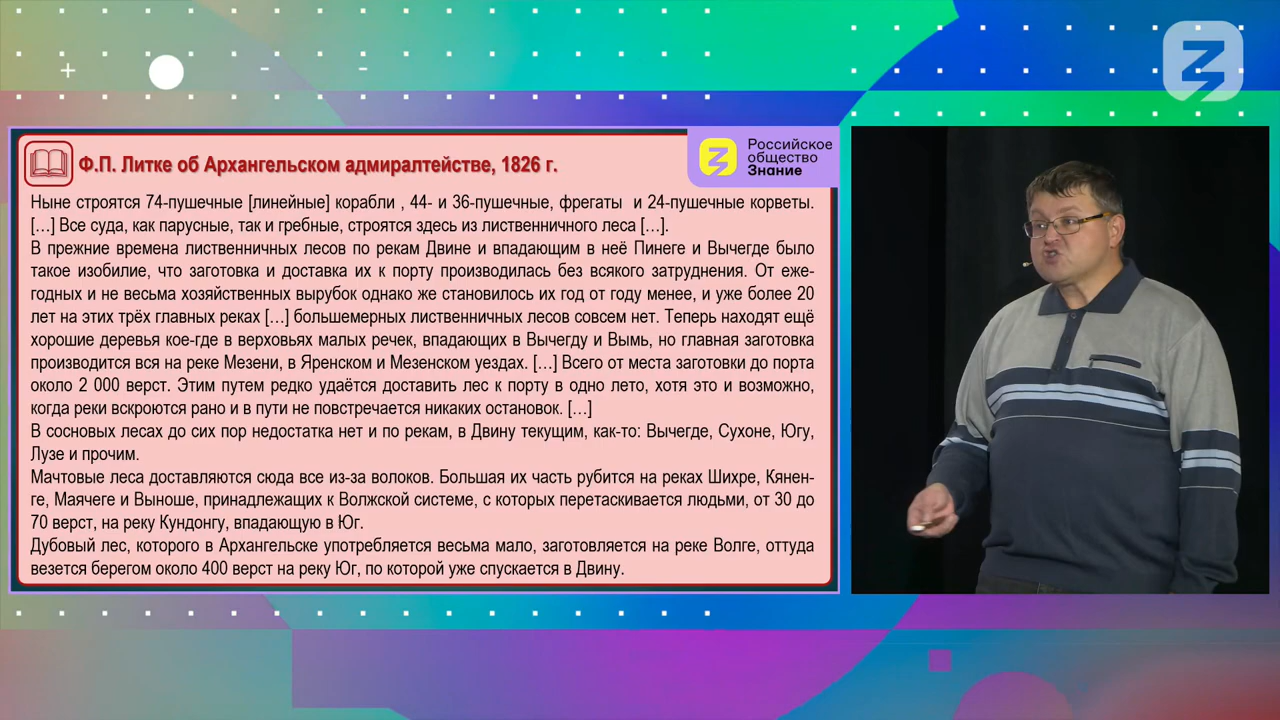 Ф.П. Литке об Архангельском адмиралтействе, 1826 г.
Российское
общество
Знание
Ныне строятся 74-пушечные [линейные] корабли , 44- и 36-пушечные, фрегаты и 24-пушечные корветы.
[…] Все суда, как парусные, так и гребные, строятся здесь из лиственничного леса […].
В прежние времена лиственничных лесов по рекам Двине и впадающим в неё Пинеге и Вычегде было
такое изобилие, что заготовка и доставка их к порту производилась без всякого затруднения. От еже-
годных и не весьма хозяйственных вырубок однако же становилось их год от году менее, и уже более 20
лет на этих трёх главных реках […] большемерных лиственничных лесов совсем нет. Теперь находят ещё
хорошие деревья кое-где в верховьях малых речек, впадающих в Вычегду и Вымь, но главная заготовка
производится вся на реке Мезени, в Яренском и Мезенском уездах. […] Всего от места заготовки до порта
около 2 000 верст. Этим путем редко удаётся доставить лес к порту в одно лето, хотя это и возможно,
когда реки вскроются рано и в пути не повстречается никаких остановок. […]
В сосновых лесах до сих пор недостатка нет и по рекам, в Двину текущим, как-то: Вычегде, Сухоне, Югу,
Лузе и прочим.
Мачтовые леса доставляются сюда все из-за волоков. Большая их часть рубится на реках Шихре, Кянен-
ге, Маячеге и Выноше, принадлежащих к Волжской системе, с которых перетаскивается людьми, от 30 до
70 верст, на реку Кундонгу, впадающую в Юг.
Дубовый лес, которого в Архангельске употребляется весьма мало, заготовляется на реке Волге, оттуда
везется берегом около 400 верст на реку Юг, по которой уже спускается в Двину.